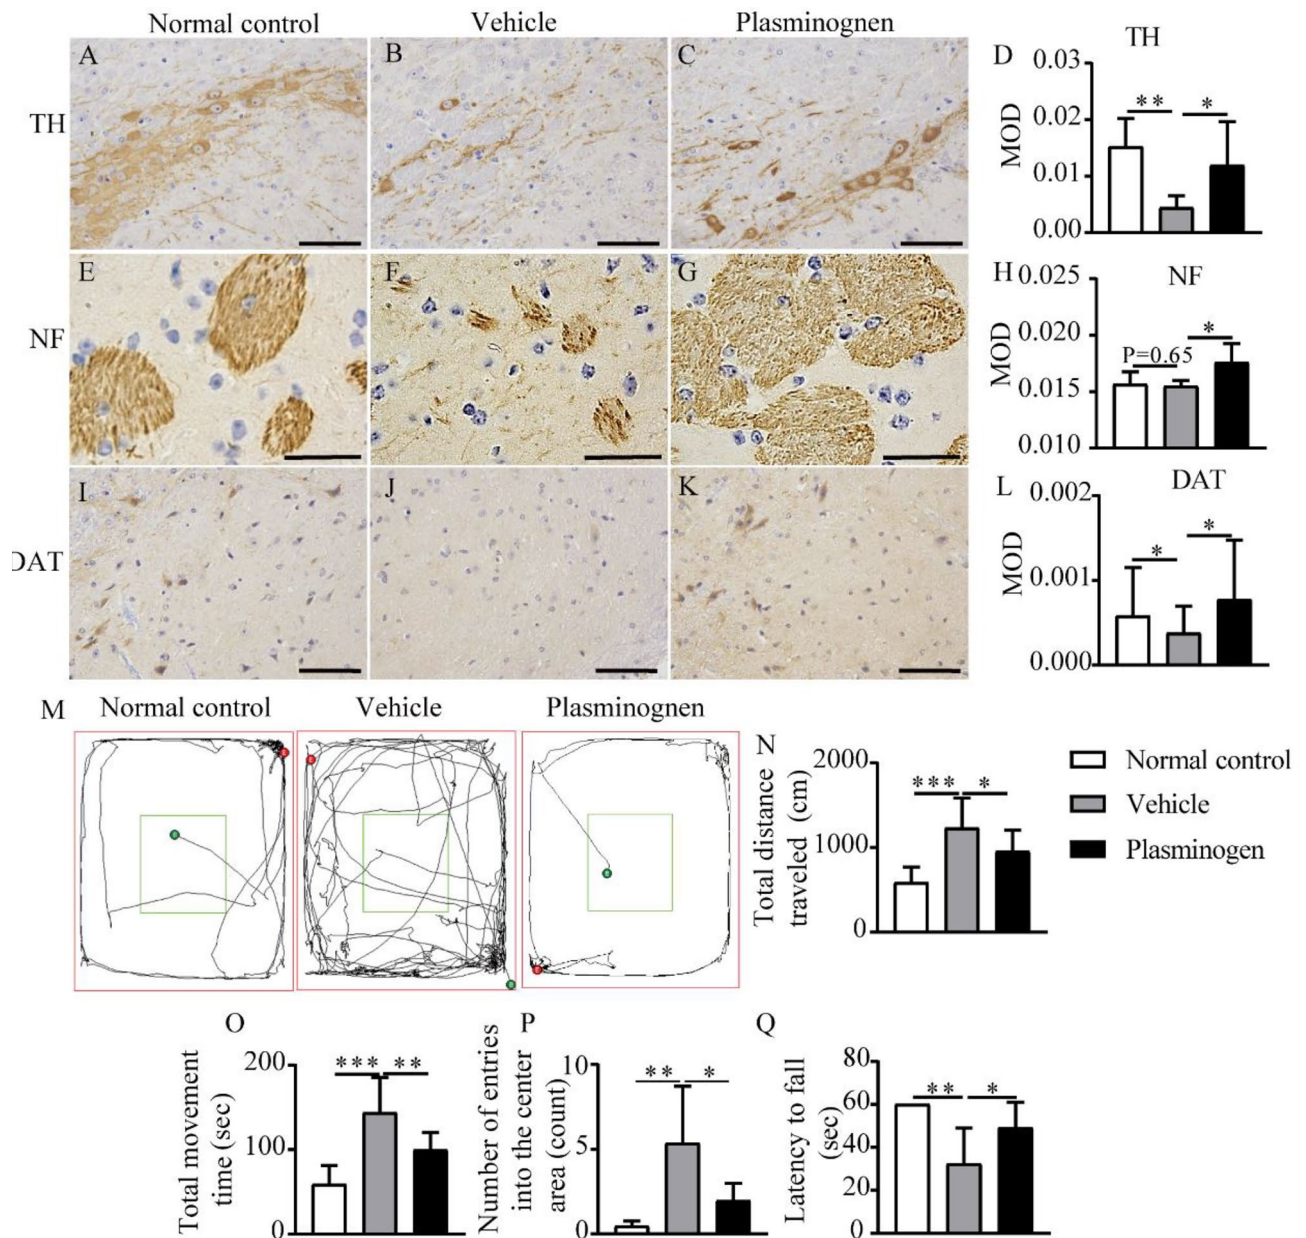 Normal control
Vehicle
Plasminognen
A
B
C
TH
D
TH
MOD
0.03
0.02
0.01
0.00
**
*
E
F
G
NF
H
NF
MOD
0.025
0.020
0.015
0.010
P=0.65
*
I
J
K
DAT
L
DAT
MOD
0.002
0.001
0.000
*
*
M
Normal control
Vehicle
Plasminognen
N
Total distance
traveled (cm)
2000
1000
0
***
*
Normal control
Vehicle
Plasminogen
O
Total movement
time (sec)
200
100
0
***
**
P
Number of entries
into the center
area (count)
10
5
0
**
*
Q
Latency to fall
(sec)
80
60
40
20
0
**
*